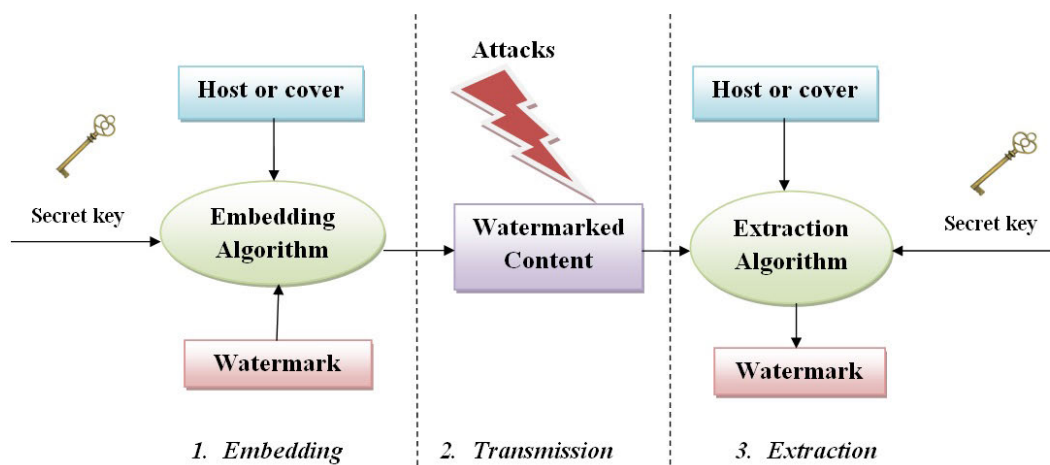 Attacks
Host or cover
Host or cover
Secret key
Embedding
Algorithm
Watermarked
Content
Extraction
Algorithm
Secret key
Watermark
Watermark
1. Embedding
2. Transmission
3. Extraction